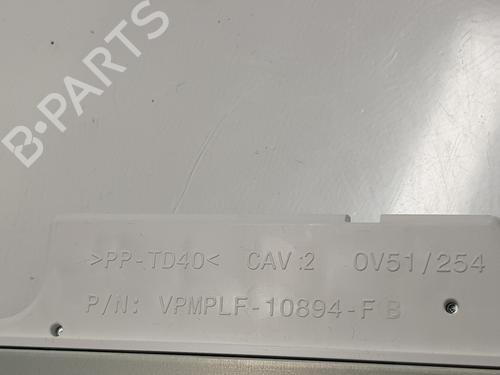 B-PARTS
>PP-TD40< CAV:2 0V51/254
P/N: VPMPLF-10894-F B